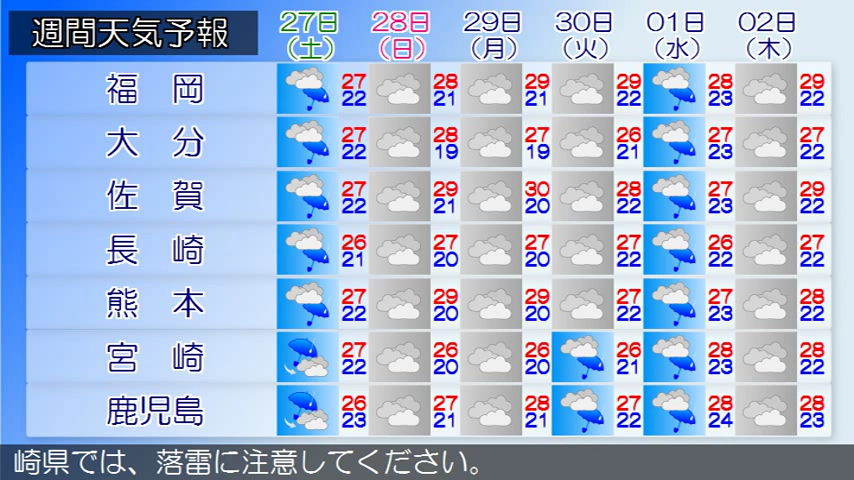 週間天気予報 27日 28日 29日 30日 01日 02日
(土) (日) (月) (火) (水) (木)
福岡 27 28 29 29 28 29
22 21 21 22 23 22
大分 27 28 27 26 27 27
22 19 19 21 23 22
佐賀 27 29 30 28 27 29
22 21 20 22 23 22
長崎 26 27 27 27 26 27
21 20 20 22 22 22
熊本 27 29 29 27 27 28
22 20 20 22 23 22
宮崎 27 26 26 26 28 28
22 20 20 21 23 22
鹿児島 26 27 28 27 28 28
23 21 21 22 24 23
崎県では、落雷に注意してください。